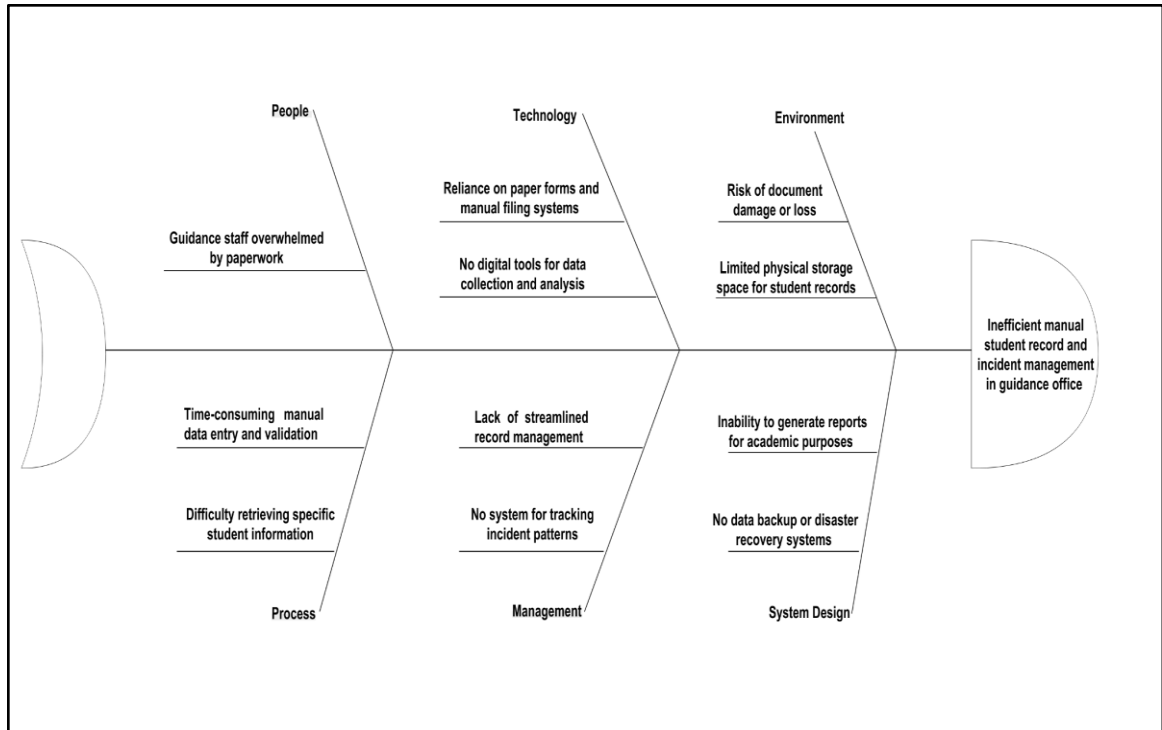 People
Technology
Environment
Guidance staff overwhelmed
by paperwork
Reliance on paper forms and
manual filing systems
No digital tools for data
collection and analysis
Risk of document
damage or loss
Limited physical storage
space for student records
Inefficient manual
student record and
incident management
in guidance office
Time-consuming manual
data entry and validation
Difficulty retrieving specific
student information
Process
Lack of streamlined
record management
No system for tracking
incident patterns
Management
Inability to generate reports
for academic purposes
No data backup or disaster
recovery systems
System Design